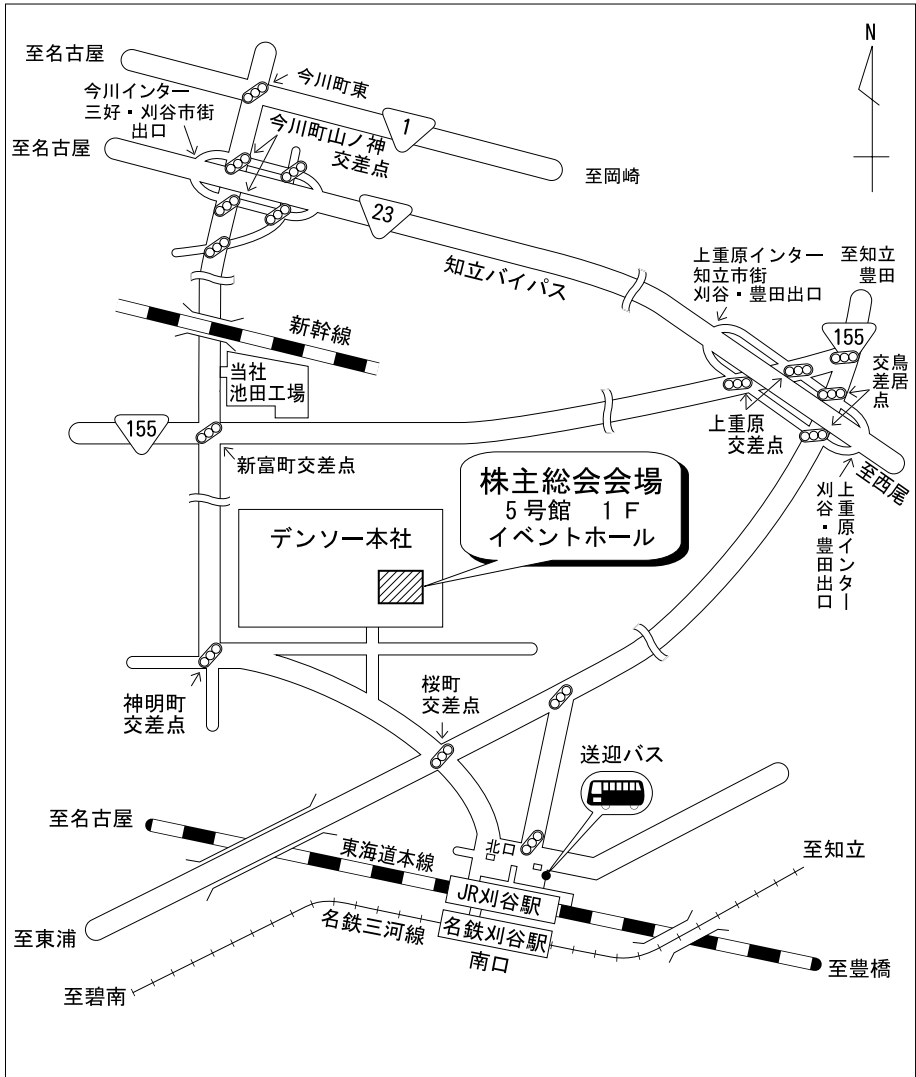 至名古屋
N
今川町東
今川インター
三好・刈谷市街
出口
1
今川町山ノ神
交差点
至名古屋
至岡崎
23
上重原インター
知立市街
刈谷・豊田出口
至知立
豊田
知立バイパス
155
新幹線
当社
池田工場
鳥居
交差点
155
上重原
交差点
新富町交差点
至西尾
株主総会会場
5号館 1F
イベントホール
上重原インター
刈谷・豊田出口
デンソー本社
神明町
交差点
桜町
交差点
送迎バス
至名古屋
北口
東海道本線
至知立
JR刈谷駅
名鉄三河線
名鉄刈谷駅
至東浦
南口
至豊橋
至碧南